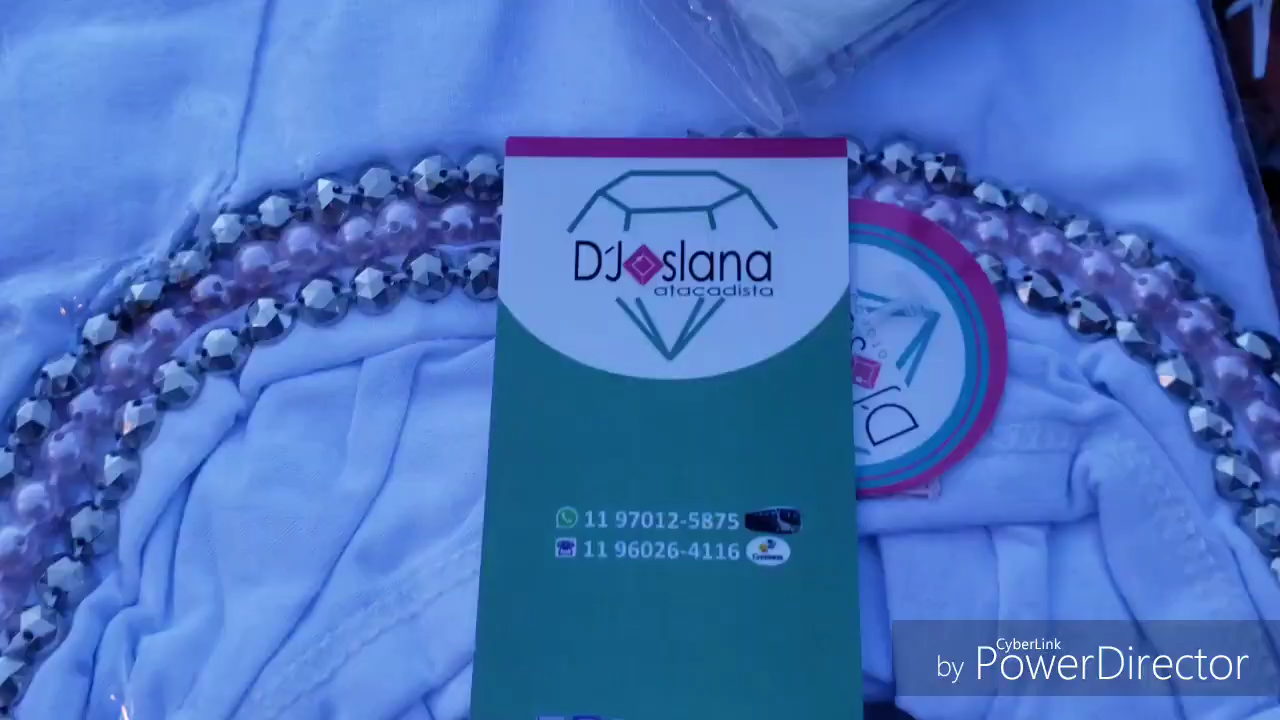 D'Joslana
atacadista
11 97012-5875
11 96026-4116
D'J
CyberLink
by PowerDirector